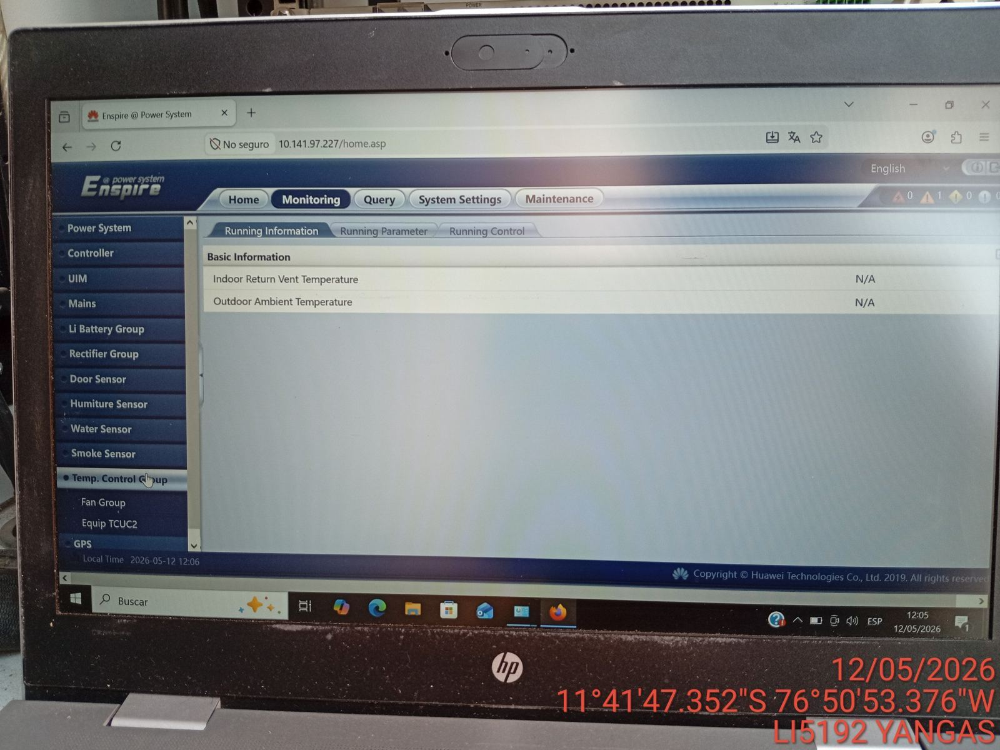 POWER
Enspire @ Power System
No seguro 10.141.97.227/home.asp
English
Enspire @ power system
Home Monitoring Query System Settings Maintenance
0 1 0
Power System
Controller
UIM
Mains
Li Battery Group
Rectifier Group
Door Sensor
Humiture Sensor
Water Sensor
Smoke Sensor
Temp. Control Group
Fan Group
Equip TCUC2
GPS
Running Information Running Parameter Running Control
Basic Information
Indoor Return Vent Temperature N/A
Outdoor Ambient Temperature N/A
Local Time 2026-05-12 12:06
Copyright © Huawei Technologies Co., Ltd. 2019. All rights reserved
Buscar
ESP
12:05
12/05/2026
1
hp
12/05/2026
11°41'47.352"S 76°50'53.376"W
LI5192 YANGAS